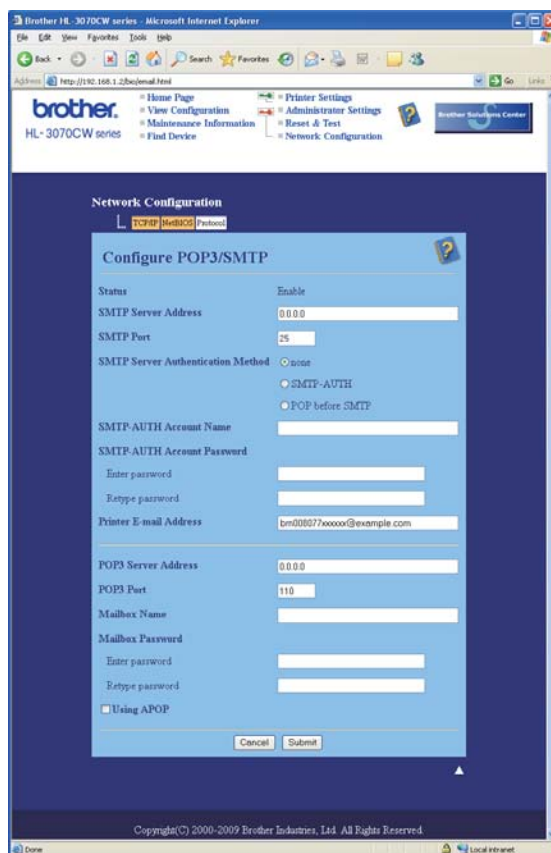 Brother HL-3070CW series - Microsoft Internet Explorer
File Edit View Favorites Tools Help
Back Search Favorites
Address http://192.168.1.2/bio/email.html Go Links
brother.
HL-3070CW series
Home Page
View Configuration
Maintenance Information
Find Device
Printer Settings
Administrator Settings
Reset & Test
Network Configuration
Brother Solutions Center
Network Configuration
TCP/IP NetBIOS Protocol
Configure POP3/SMTP
Status Enable
SMTP Server Address 0.0.0.0
SMTP Port 25
SMTP Server Authentication Method none
SMTP-AUTH
POP before SMTP
SMTP-AUTH Account Name
SMTP-AUTH Account Password
Enter password
Retype password
Printer E-mail Address brn008077xxxxxx@example.com
POP3 Server Address 0.0.0.0
POP3 Port 110
Mailbox Name
Mailbox Password
Enter password
Retype password
Using APOP
Cancel Submit
Copyright(C) 2000-2009 Brother Industries, Ltd. All Rights Reserved.
Done Local intranet